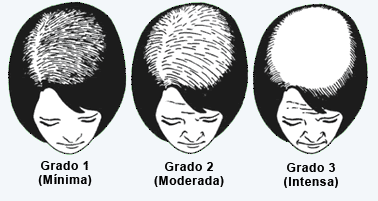 Grado 1
(Mínima)
Grado 2
(Moderada)
Grado 3
(Intensa)